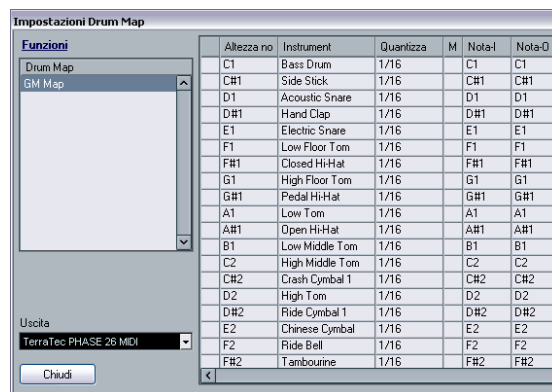 Impostazioni Drum Map
Funzioni
Drum Map
GM Map
Uscita
TerraTec PHASE 26 MIDI
Chiudi
Altezza no Instrument Quantizza M Nota-I Nota-O
C1 Bass Drum 1/16 C1 C1
C#1 Side Stick 1/16 C#1 C#1
D1 Acoustic Snare 1/16 D1 D1
D#1 Hand Clap 1/16 D#1 D#1
E1 Electric Snare 1/16 E1 E1
F1 Low Floor Tom 1/16 F1 F1
F#1 Closed Hi-Hat 1/16 F#1 F#1
G1 High Floor Tom 1/16 G1 G1
G#1 Pedal Hi-Hat 1/16 G#1 G#1
A1 Low Tom 1/16 A1 A1
A#1 Open Hi-Hat 1/16 A#1 A#1
B1 Low Middle Tom 1/16 B1 B1
C2 High Middle Tom 1/16 C2 C2
C#2 Crash Cymbal 1 1/16 C#2 C#2
D2 High Tom 1/16 D2 D2
D#2 Ride Cymbal 1 1/16 D#2 D#2
E2 Chinese Cymbal 1/16 E2 E2
F2 Ride Bell 1/16 F2 F2
F#2 Tambourine 1/16 F#2 F#2